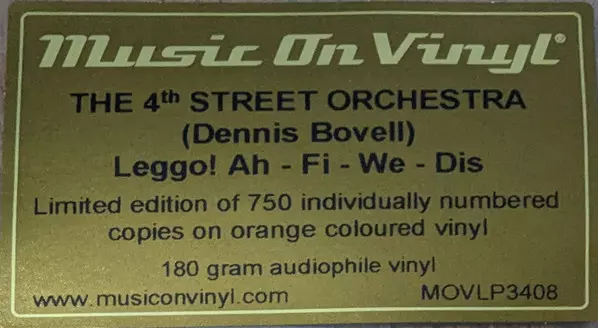 Music On Vinyl®
THE 4th STREET ORCHESTRA
(Dennis Bovell)
Leggo! Ah - Fi - We - Dis
Limited edition of 750 individually numbered
copies on orange coloured vinyl
180 gram audiophile vinyl
www.musiconvinyl.com MOVLP3408